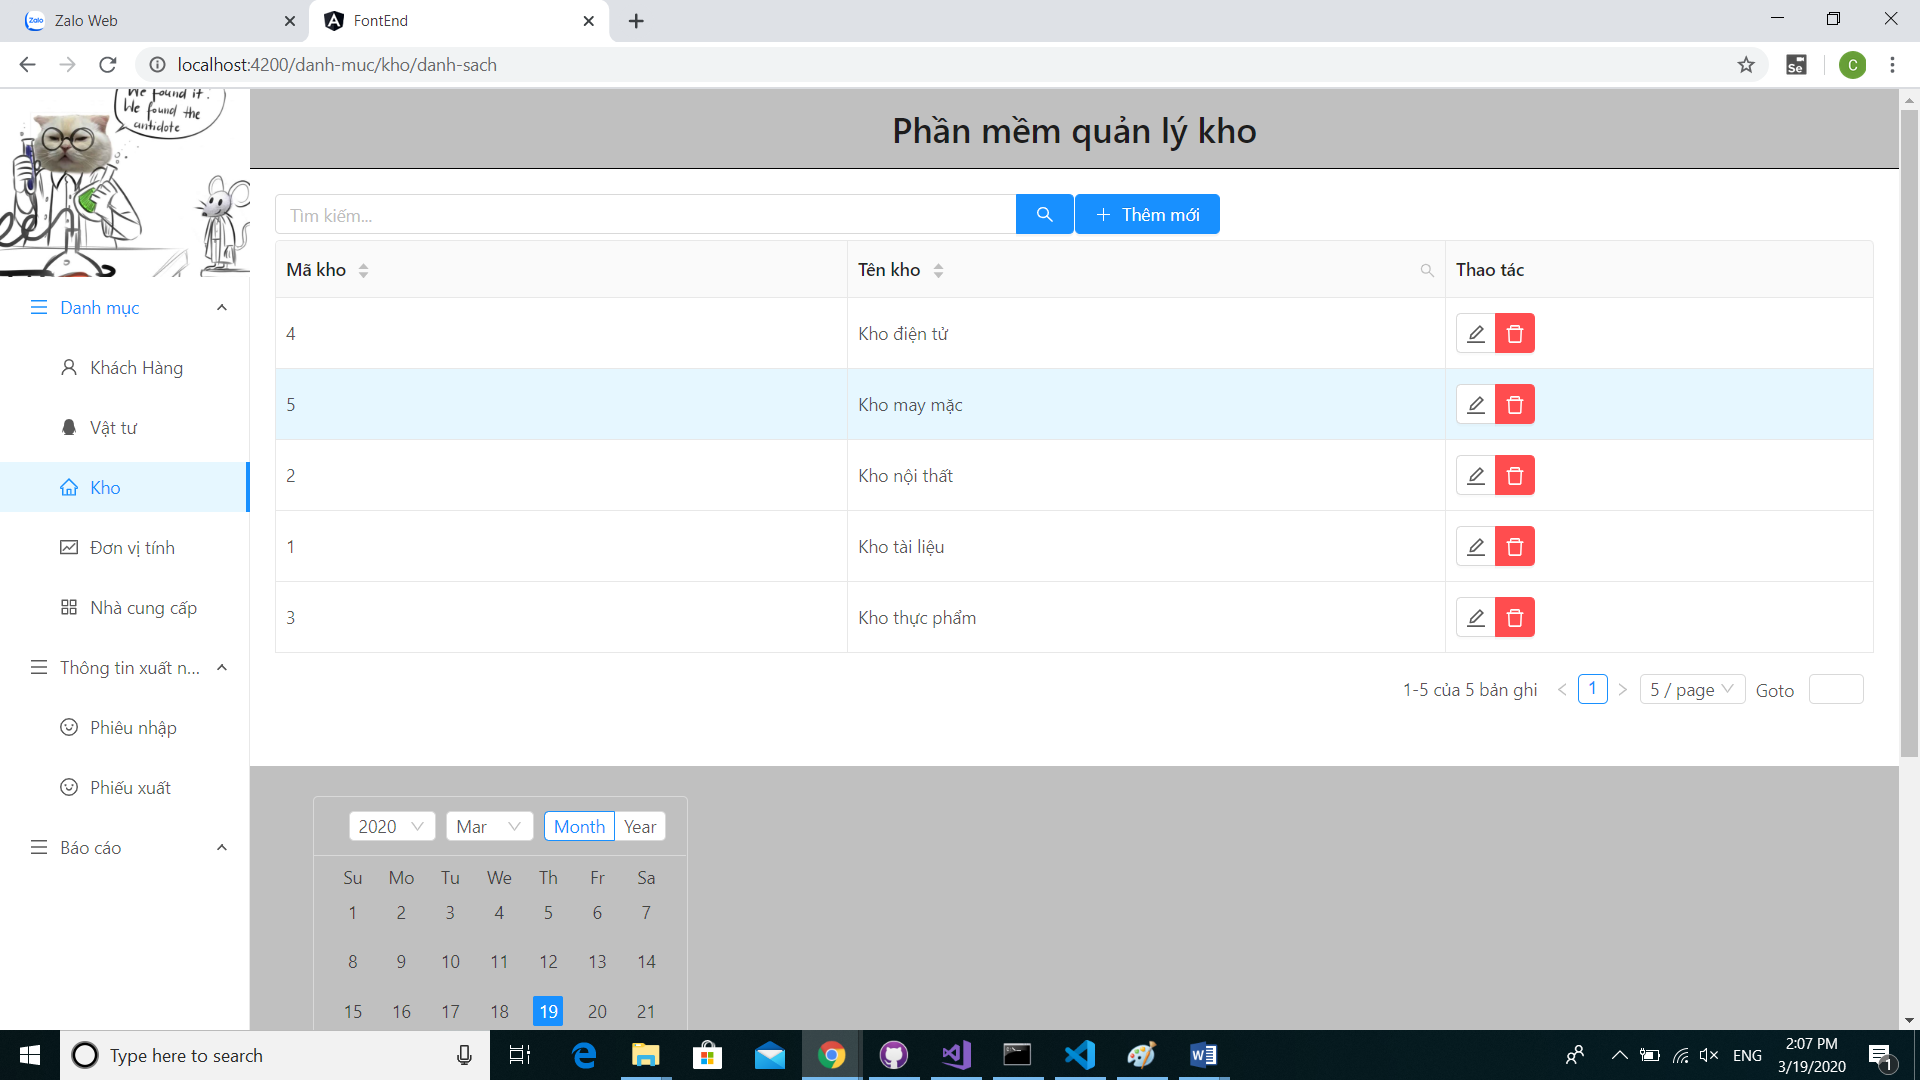 Zalo Web
FontEnd
localhost:4200/danh-muc/kho/danh-sach
Se
C
We found it!
We found the
antidote
Phần mềm quản lý kho
Tìm kiếm...
Thêm mới
Mã kho
Tên kho
Thao tác
4
Kho điện tử
5
Kho may mặc
2
Kho nội thất
1
Kho tài liệu
3
Kho thực phẩm
1-5 của 5 bản ghi
1
5 / page
Goto
Danh mục
Khách Hàng
Vật tư
Kho
Đơn vị tính
Nhà cung cấp
Thông tin xuất n...
Phiêu nhập
Phiếu xuất
Báo cáo
2020
Mar
Month
Year
Su Mo Tu We Th Fr Sa
1 2 3 4 5 6 7
8 9 10 11 12 13 14
15 16 17 18 19 20 21
Type here to search
ENG
2:07 PM
3/19/2020
1